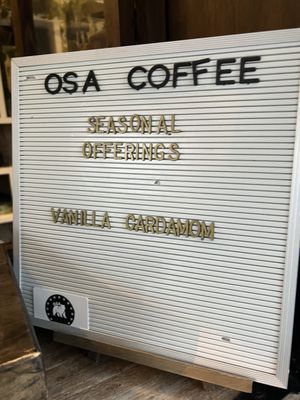 OSA COFFEE
SEASONAL
OFFERINGS
VANILLA CARDAMOM